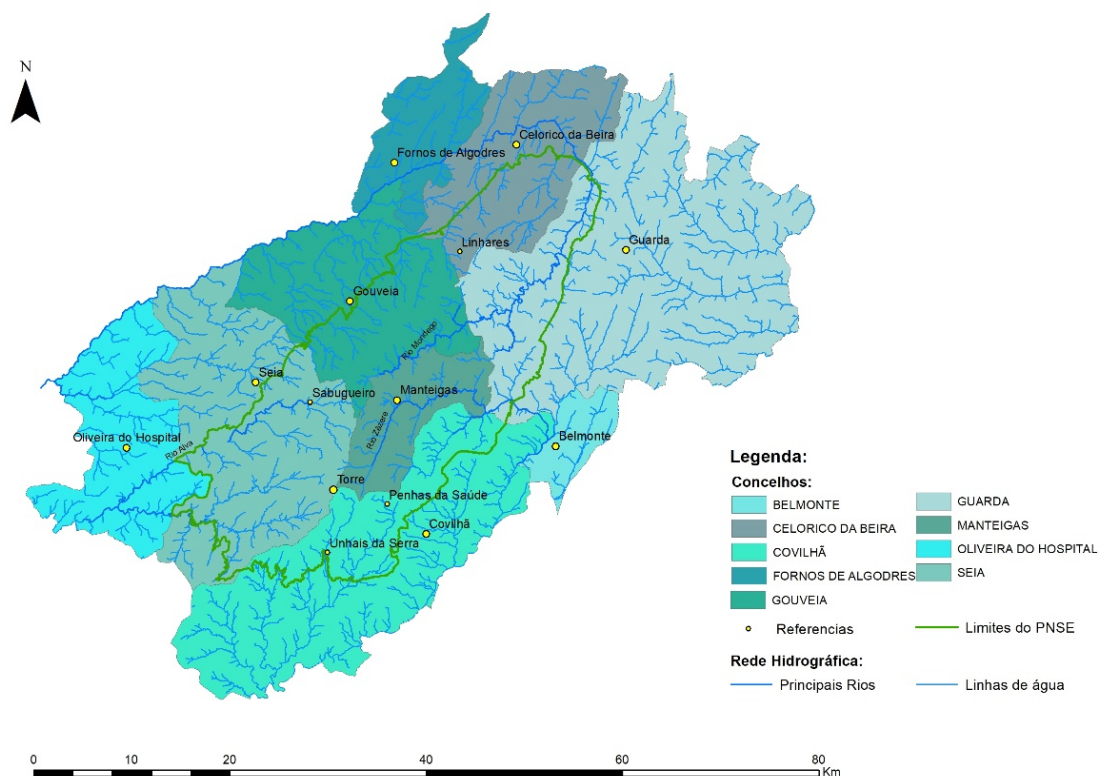 N
Celorico da Beira
Fornos de Algodres
Linhares
Guarda
Gouveia
Rio Mondego
Seia
Sabugueiro
Manteigas
Rio Zêzere
Oliveira do Hospital
Rio Alva
Belmonte
Torre
Penhas da Saúde
Covilhã
Unhais da Serra
Legenda:
Concelhos:
BELMONTE
CELORICO DA BEIRA
COVILHÃ
FORNOS DE ALGODRES
GOUVEIA
GUARDA
MANTEIGAS
OLIVEIRA DO HOSPITAL
SEIA
Referencias
Limites do PNSE
Rede Hidrográfica:
Principais Rios
Linhas de água
0 10 20 40 60 80
Km